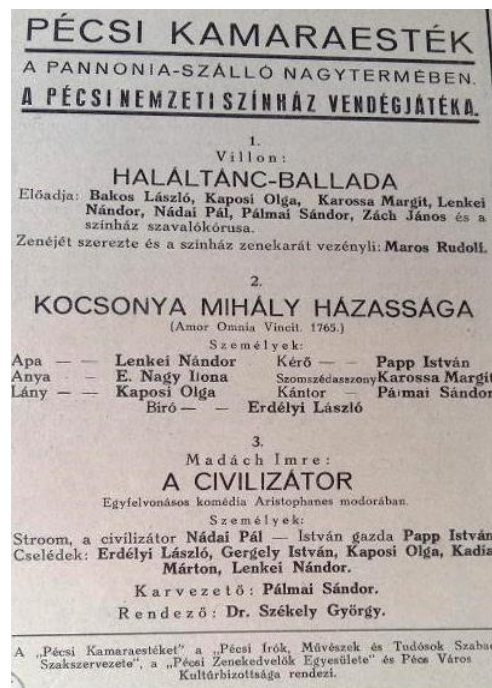 PÉCSI KAMARAESTÉK
A PANNONIA-SZÁLLÓ NAGYTERMÉBEN.
A PÉCSI NEMZETI SZÍNHÁZ VENDÉGJÁTÉKA.
1.
Villon:
HALÁLTÁNC-BALLADA
Előadja: Bakos László, Kaposi Olga, Karossa Margit, Lenkei
Nándor, Nádai Pál, Pálmai Sándor, Zách János és a
színház szavalókórusa.
Zenéjét szerezte és a színház zenekarát vezényli: Maros Rudolf.
2.
KOCSONYA MIHÁLY HÁZASSÁGA
(Amor Omnia Vincit. 1765.)
Személyek:
Apa — — Lenkei Nándor Kérő — — Papp István
Anya — — E. Nagy Ilona Szomszédasszony Karossa Margit
Lány — — Kaposi Olga Kántor — Pálmai Sándor
Biró — — Erdélyi László
3.
Madách Imre:
A CIVILIZÁTOR
Egyfelvonásos komédia Aristophanes modorában.
Személyek:
Stroom, a civilizátor Nádai Pál — István gazda Papp István
Cselédek: Erdélyi László, Gergely István, Kaposi Olga, Kadia
Márton, Lenkei Nándor.
Karvezető: Pálmai Sándor.
Rendező: Dr. Székely György.
A „Pécsi Kamaraestéket" a „Pécsi Írók, Művészek és Tudósok Szabad
Szakszervezete", a „Pécsi Zenekedvelők Egyesülete" és Pécs Város
Kultúrbizottsága rendezi.